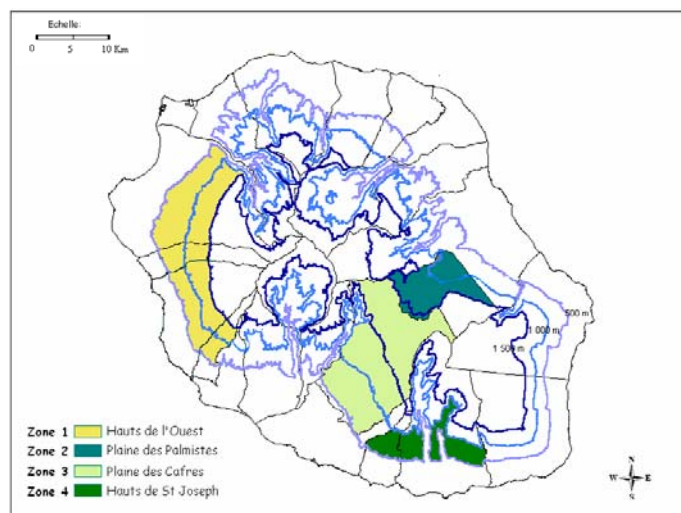 Echelle:
0 5 10 Km
500 m
1 000 m
1 500 m
Zone 1 Hauts de l'Ouest
Zone 2 Plaine des Palmistes
Zone 3 Plaine des Cafres
Zone 4 Hauts de St Joseph
N
W E
S